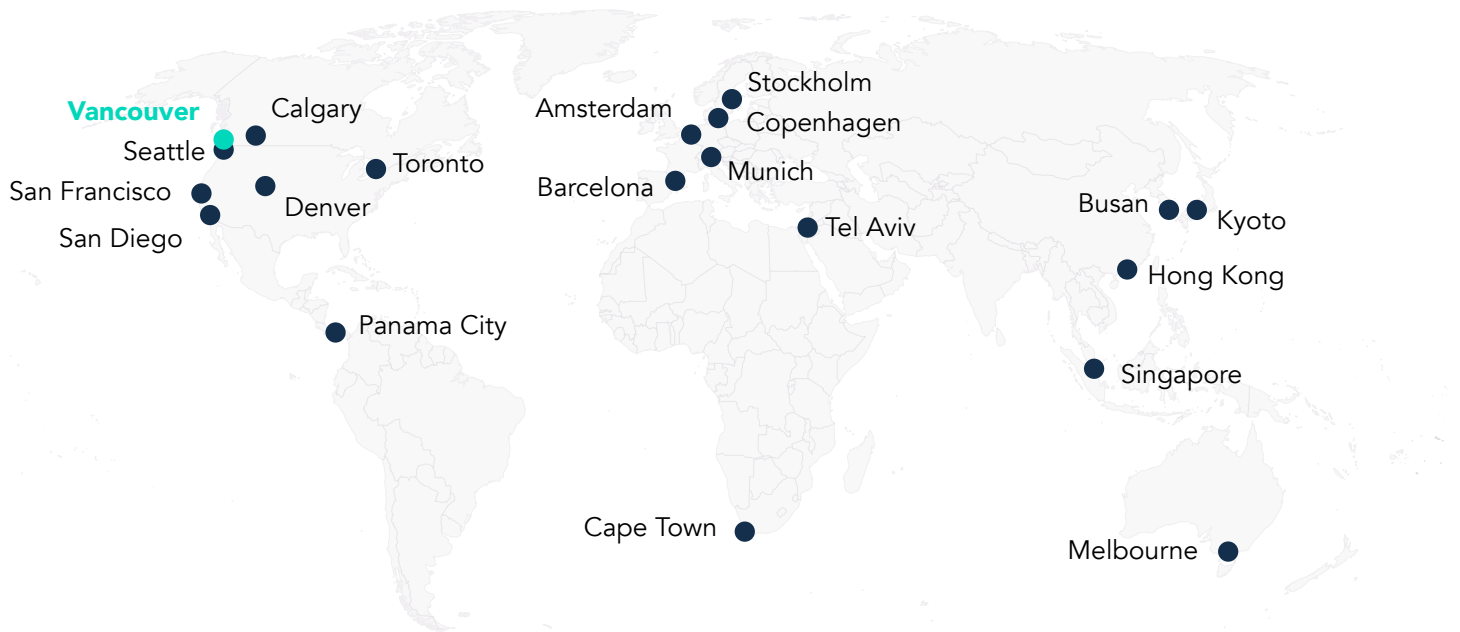 Stockholm
Amsterdam
Calgary
Vancouver
Copenhagen
Seattle
Toronto
Munich
Barcelona
San Francisco
Denver
Busan
Kyoto
Tel Aviv
San Diego
Hong Kong
Panama City
Singapore
Cape Town
Melbourne